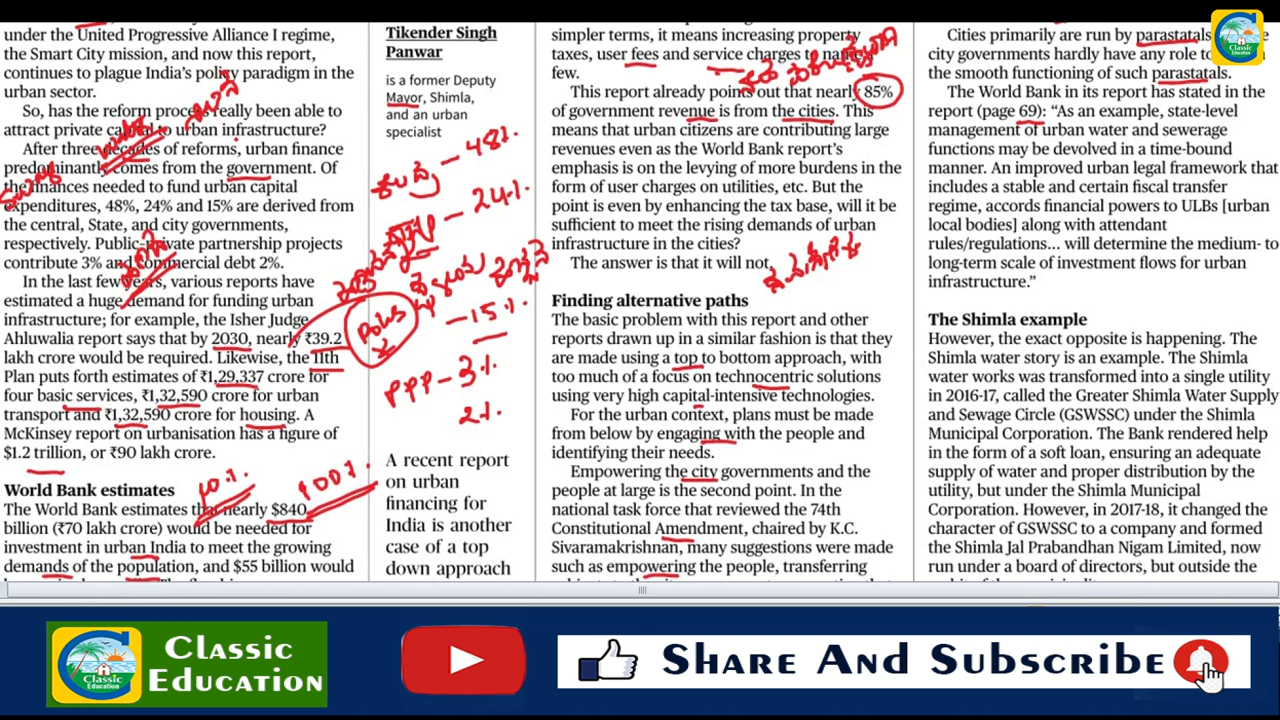 under the United Progressive Alliance I regime,
the Smart City mission, and now this report,
continues to plague India's policy paradigm in the
urban sector.
So, has the reform process really been able to
attract private capital to urban infrastructure?
After three decades of reforms, urban finance
predominantly comes from the government. Of
the finances needed to fund urban capital
expenditures, 48%, 24% and 15% are derived from
the central, State, and city governments,
respectively. Public-private partnership projects
contribute 3% and commercial debt 2%.
In the last few years, various reports have
estimated a huge demand for funding urban
infrastructure; for example, the Isher Judge
Ahluwalia report says that by 2030, nearly ₹39.2
lakh crore would be required. Likewise, the 11th
Plan puts forth estimates of ₹1,29,337 crore for
four basic services, ₹1,32,590 crore for urban
transport and ₹1,32,590 crore for housing. A
McKinsey report on urbanisation has a figure of
$1.2 trillion, or ₹90 lakh crore.
World Bank estimates
The World Bank estimates that nearly $840
billion (₹70 lakh crore) would be needed for
investment in urban India to meet the growing
demands of the population, and $55 billion would
Tikender Singh
Panwar
is a former Deputy
Mayor, Shimla,
and an urban
specialist
- 48%
- 24%
- 15%
PPP - 3%
2%
100%
A recent report
on urban
financing for
India is another
case of a top
down approach
simpler terms, it means increasing property
taxes, user fees and service charges to name a
few.
This report already points out that nearly 85%
of government revenue is from the cities. This
means that urban citizens are contributing large
revenues even as the World Bank report's
emphasis is on the levying of more burdens in the
form of user charges on utilities, etc. But the
point is even by enhancing the tax base, will it be
sufficient to meet the rising demands of urban
infrastructure in the cities?
The answer is that it will not.
Finding alternative paths
The basic problem with this report and other
reports drawn up in a similar fashion is that they
are made using a top to bottom approach, with
too much of a focus on technocentric solutions
using very high capital-intensive technologies.
For the urban context, plans must be made
from below by engaging with the people and
identifying their needs.
Empowering the city governments and the
people at large is the second point. In the
national task force that reviewed the 74th
Constitutional Amendment, chaired by K.C.
Sivaramakrishnan, many suggestions were made
such as empowering the people, transferring
Cities primarily are run by parastatals.
city governments hardly have any role to
the smooth functioning of such parastatals.
The World Bank in its report has stated in the
report (page 69): "As an example, state-level
management of urban water and sewerage
functions may be devolved in a time-bound
manner. An improved urban legal framework that
includes a stable and certain fiscal transfer
regime, accords financial powers to ULBs [urban
local bodies] along with attendant
rules/regulations... will determine the medium- to
long-term scale of investment flows for urban
infrastructure."
The Shimla example
However, the exact opposite is happening. The
Shimla water story is an example. The Shimla
water works was transformed into a single utility
in 2016-17, called the Greater Shimla Water Supply
and Sewage Circle (GSWSSC) under the Shimla
Municipal Corporation. The Bank rendered help
in the form of a soft loan, ensuring an adequate
supply of water and proper distribution by the
utility, but under the Shimla Municipal
Corporation. However, in 2017-18, it changed the
character of GSWSSC to a company and formed
the Shimla Jal Prabandhan Nigam Limited, now
run under a board of directors, but outside the
Classic
Education
Classic
Education
Classic
Education
Share And Subscribe